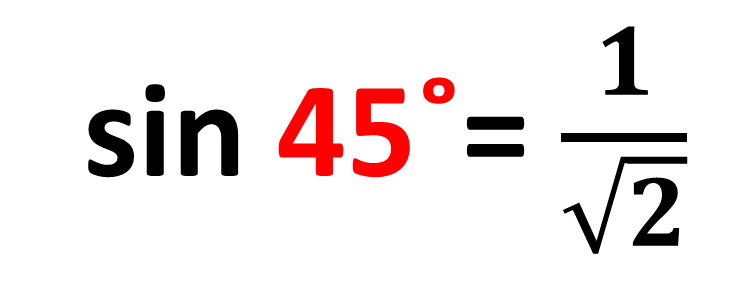 sin 45° = 1/√2